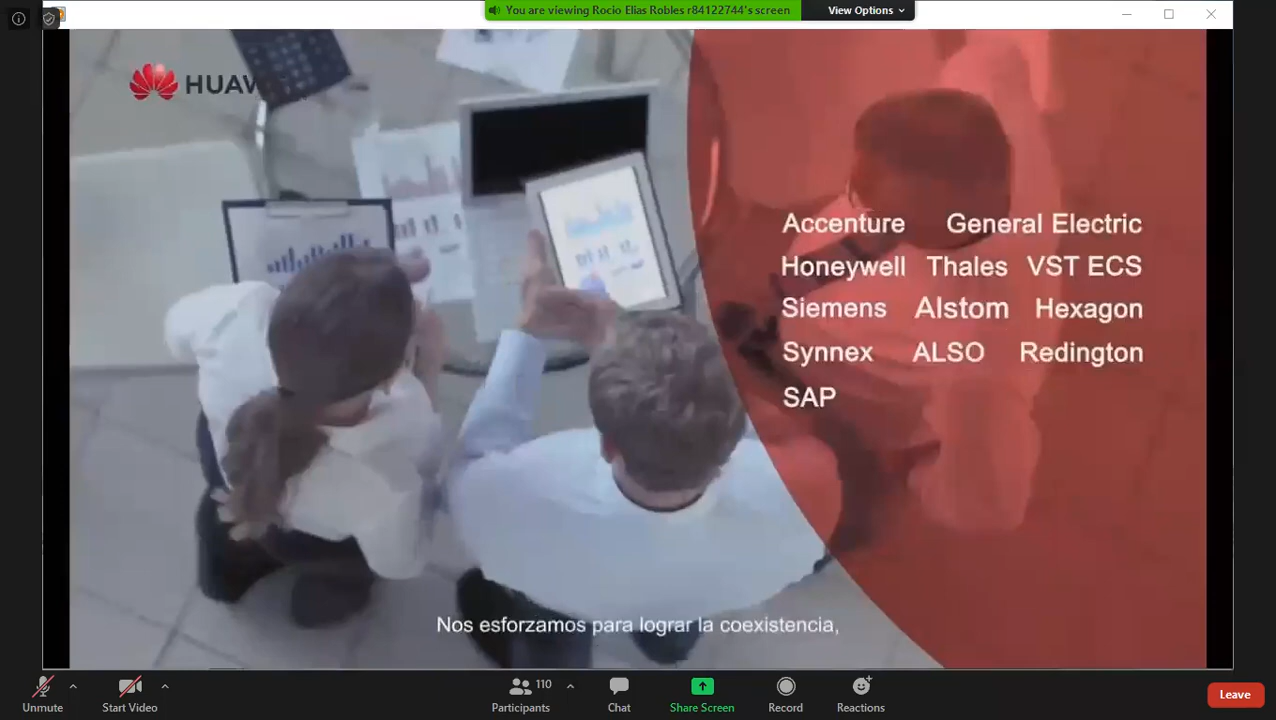 You are viewing Rocio Elias Robles r84122744's screen
View Options
HUAWEI
Accenture General Electric
Honeywell Thales VST ECS
Siemens Alstom Hexagon
Synnex ALSO Redington
SAP
Nos esforzamos para lograr la coexistencia,
110
Unmute Start Video Participants Chat Share Screen Record Reactions Leave